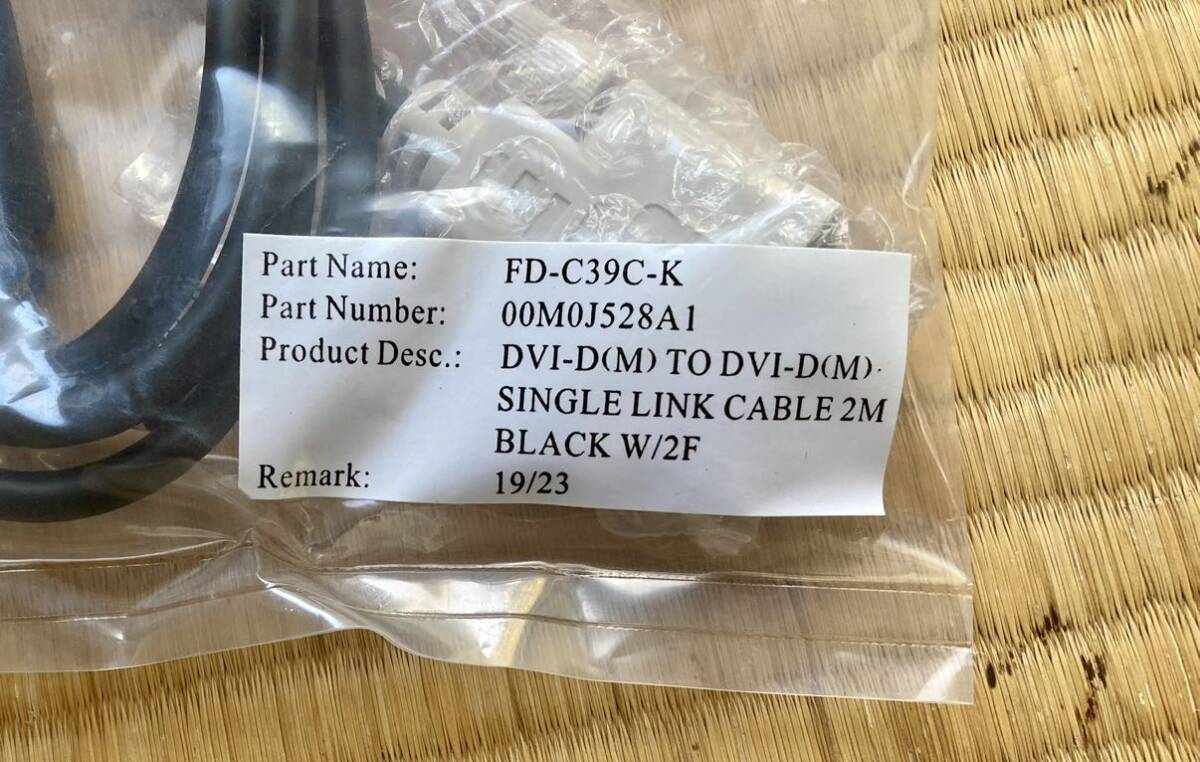 Part Name: FD-C39C-K
Part Number: 00M0J528A1
Product Desc.: DVI-D(M) TO DVI-D(M)
SINGLE LINK CABLE 2M
BLACK W/2F
Remark: 19/23